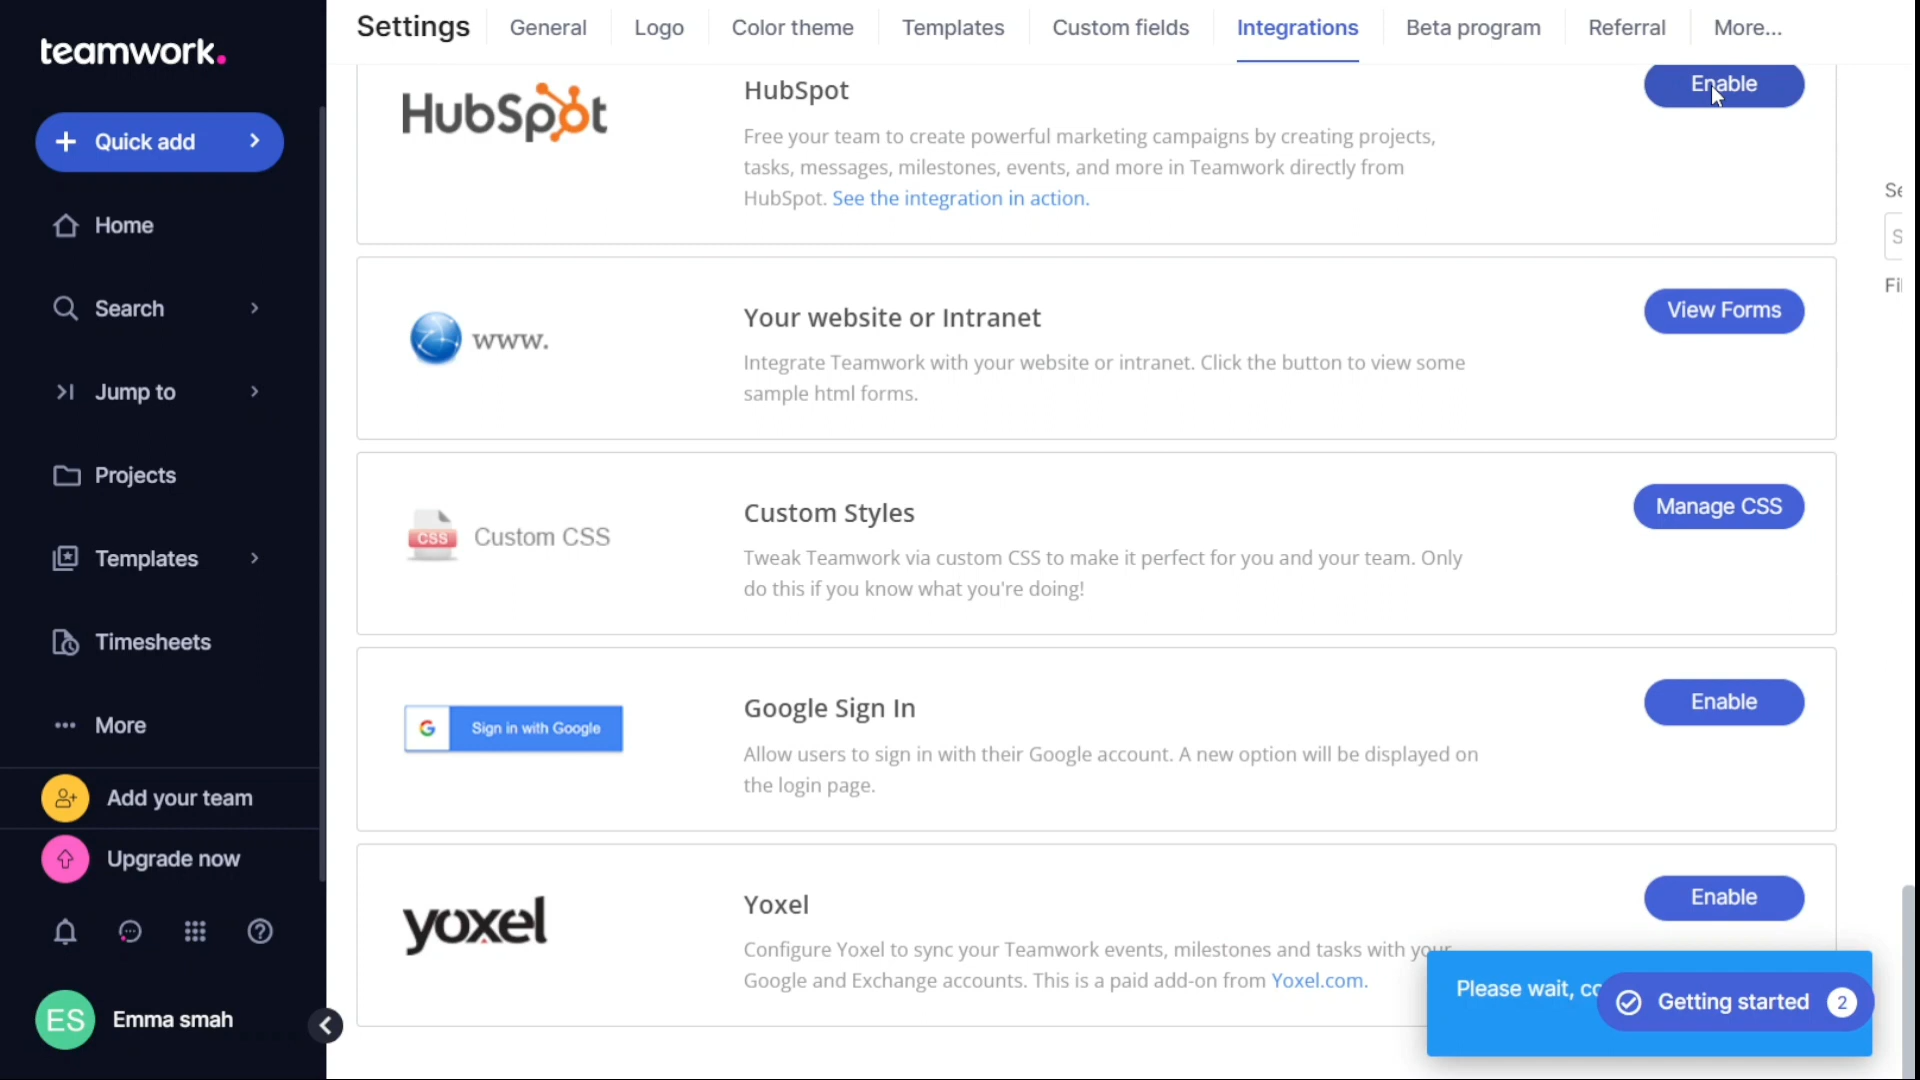 teamwork.
Quick add
Home
Search
Jump to
Projects
Templates
Timesheets
More
Add your team
Upgrade now
ES Emma smah
Settings General Logo Color theme Templates Custom fields Integrations Beta program Referral More...
HubSpot
HubSpot
Enable
Free your team to create powerful marketing campaigns by creating projects,
tasks, messages, milestones, events, and more in Teamwork directly from
HubSpot. See the integration in action.
www.
Your website or Intranet
View Forms
Integrate Teamwork with your website or intranet. Click the button to view some
sample html forms.
CSS Custom CSS
Custom Styles
Manage CSS
Tweak Teamwork via custom CSS to make it perfect for you and your team. Only
do this if you know what you're doing!
G Sign in with Google
Google Sign In
Enable
Allow users to sign in with their Google account. A new option will be displayed on
the login page.
yoxel
Yoxel
Enable
Configure Yoxel to sync your Teamwork events, milestones and tasks with your
Google and Exchange accounts. This is a paid add-on from Yoxel.com.
Please wait,
Getting started 2